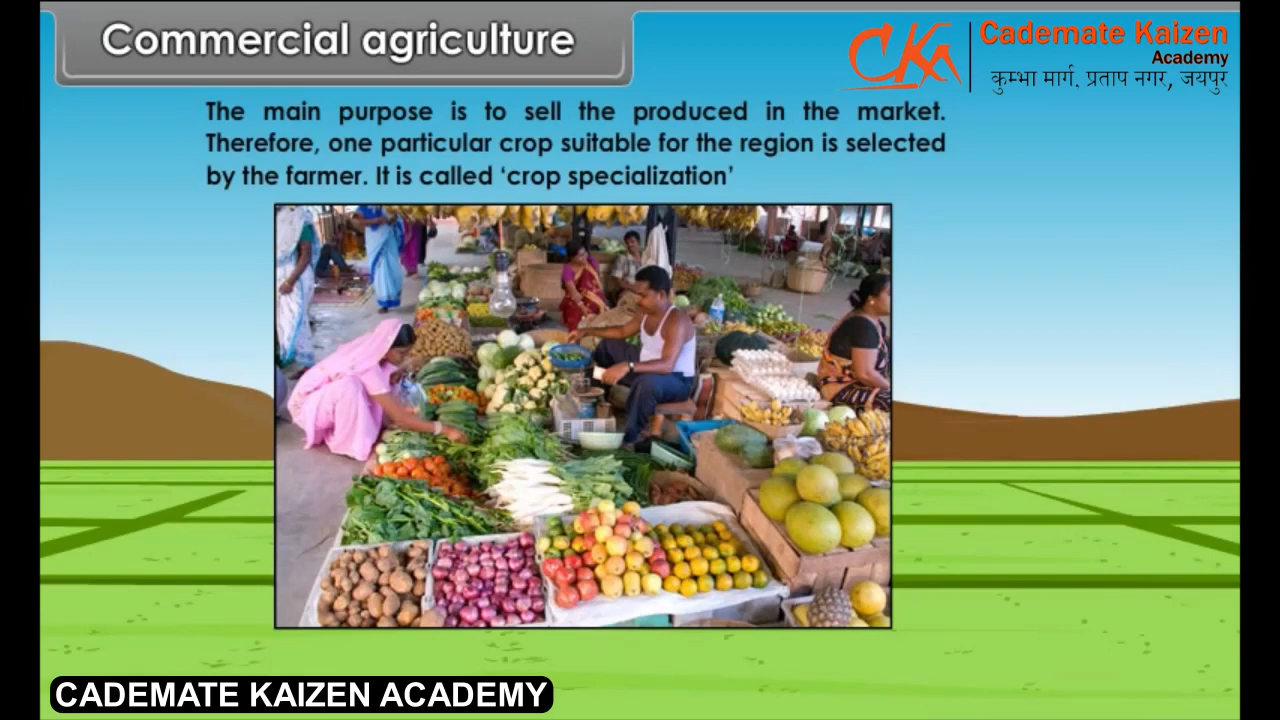 Commercial agriculture
CKA
Cademate Kaizen
Academy
कुम्भा मार्ग, प्रताप नगर, जयपुर
The main purpose is to sell the produced in the market.
Therefore, one particular crop suitable for the region is selected
by the farmer. It is called ‘crop specialization’
CADEMATE KAIZEN ACADEMY